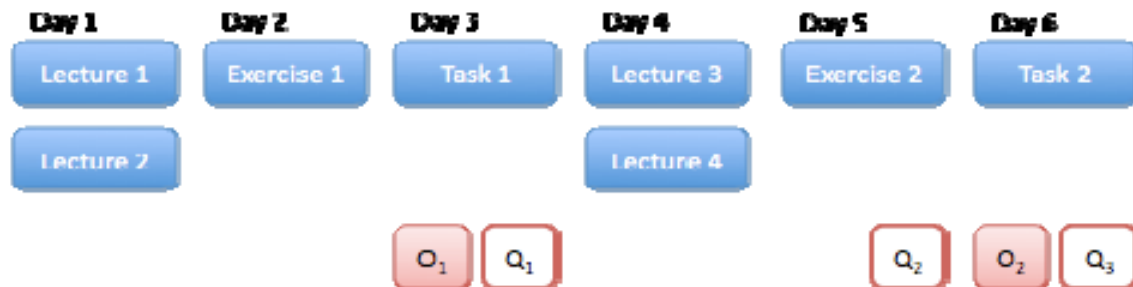 Day 1 Day 2 Day 3 Day 4 Day 5 Day 6
Lecture 1 Exercise 1 Task 1 Lecture 3 Exercise 2 Task 2
Lecture 2 Lecture 4
O₁ Q₁ Q₂ O₂ Q₃